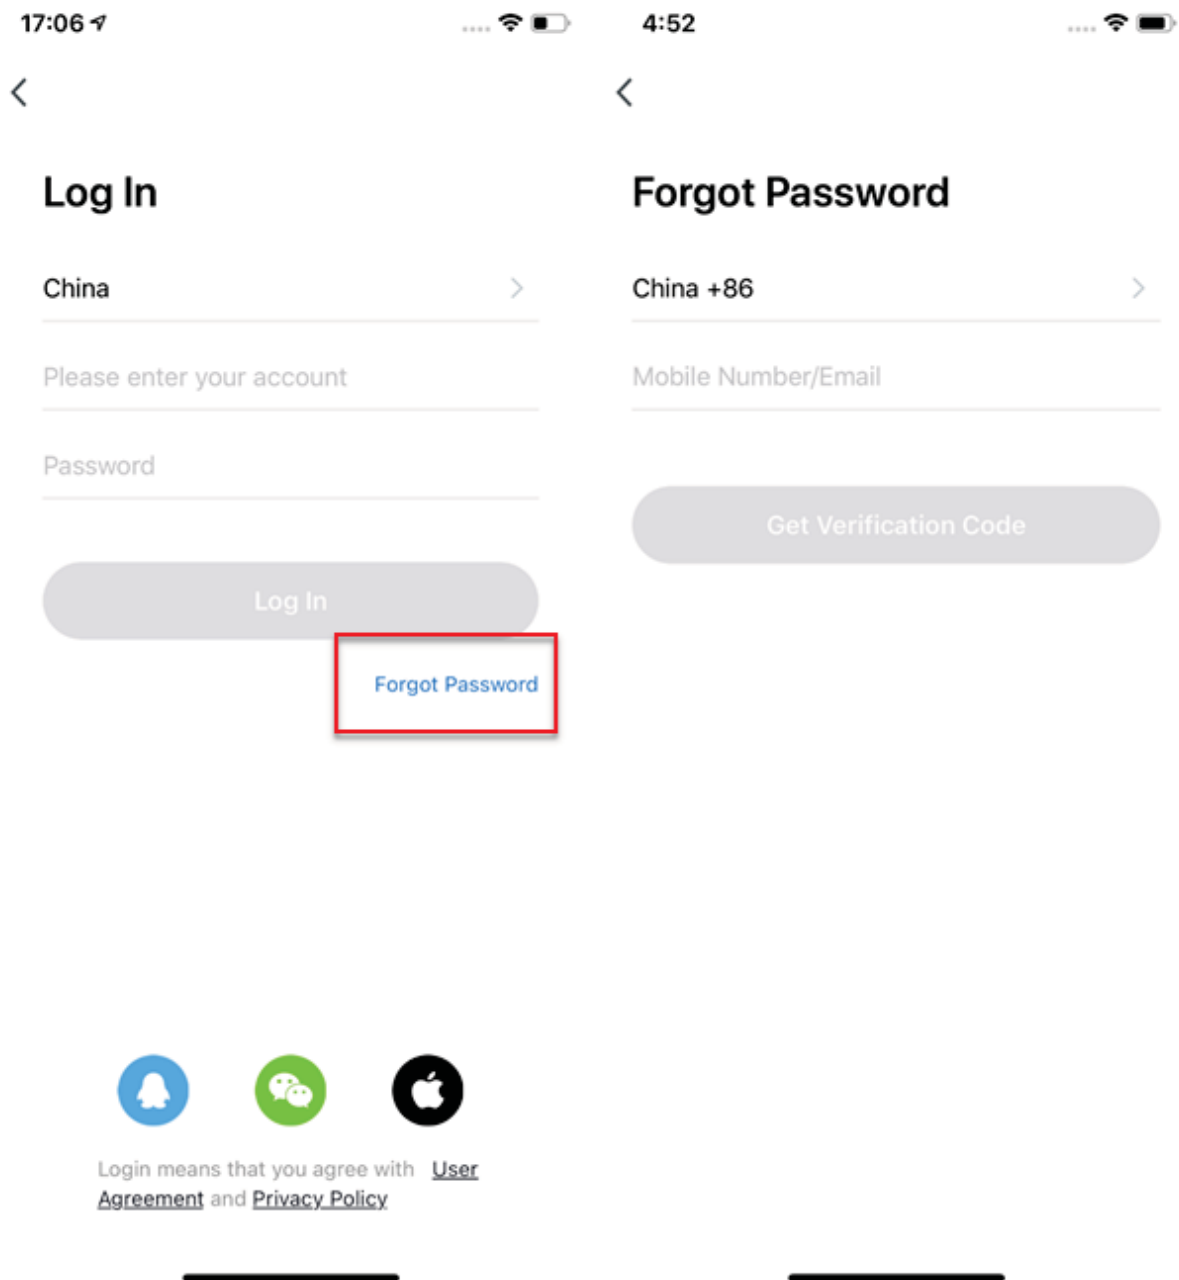 17:06
Log In
China
Please enter your account
Password
Log In
Forgot Password
Login means that you agree with User
Agreement and Privacy Policy
4:52
Forgot Password
China +86
Mobile Number/Email
Get Verification Code